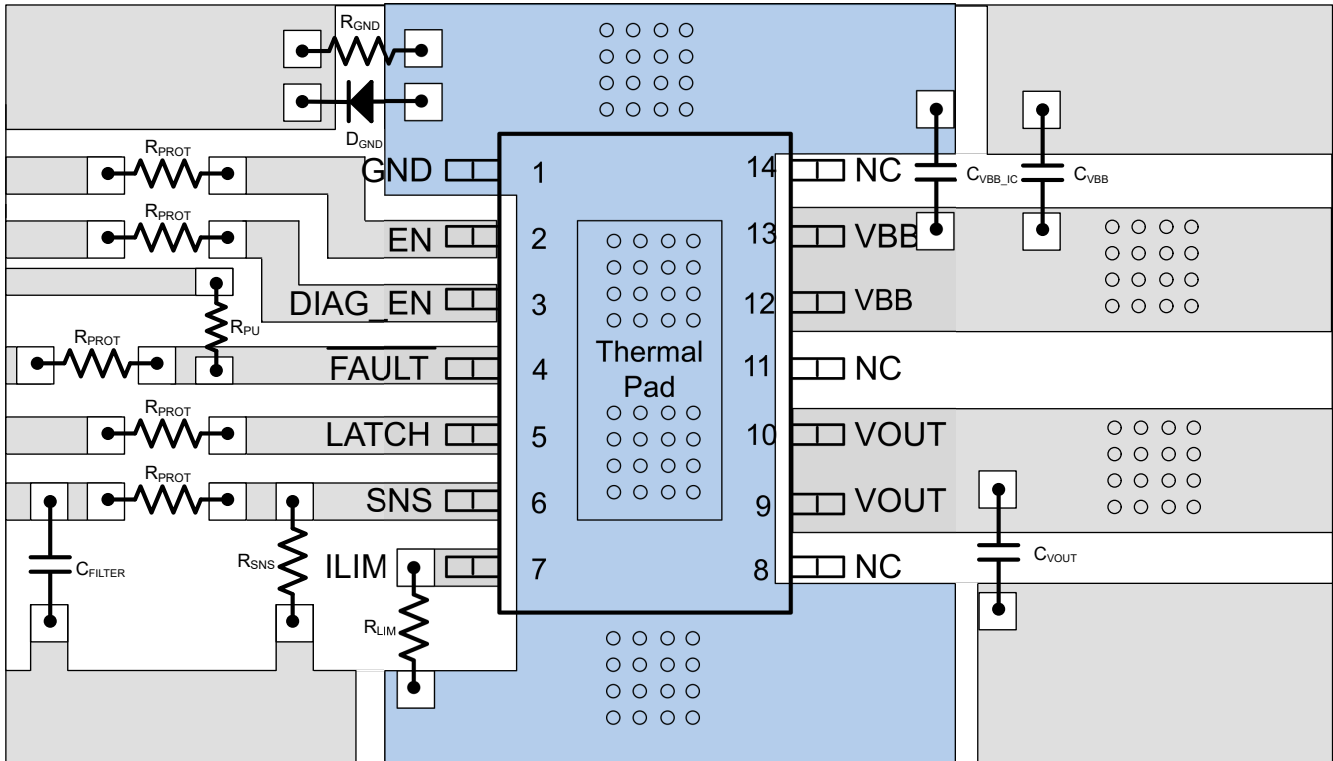 RGND
DGND
RPROT
GND
1
14
NC
CVBB_IC
CVBB
RPROT
EN
2
13
VBB
DIAG_EN
3
12
VBB
RPU
RPROT
FAULT
4
Thermal
Pad
11
NC
RPROT
LATCH
5
10
VOUT
RPROT
SNS
6
9
VOUT
CFILTER
RSNS
ILIM
7
8
NC
CVOUT
RLIM